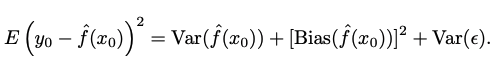 E(y₀ − f̂(x₀))² = Var(f̂(x₀)) + [Bias(f̂(x₀))]² + Var(ϵ).